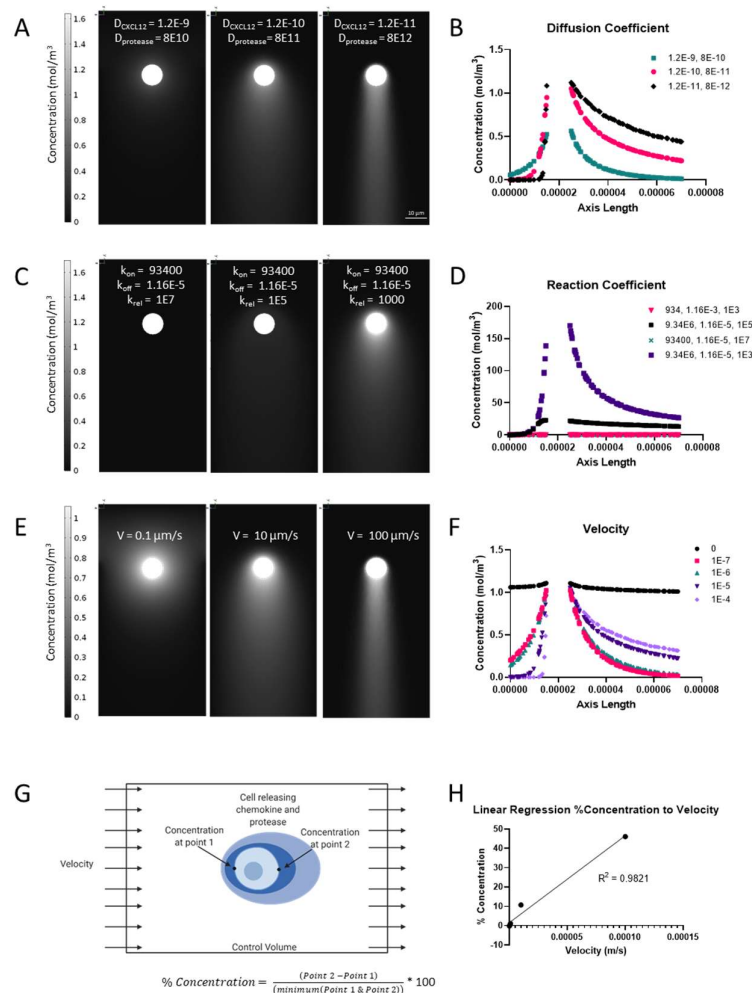 A
Concentration (mol/m³)
1.6
1.4
1.2
1
0.8
0.6
0.4
0.2
0
D_CXCL12 = 1.2E-9
D_protease = 8E10
D_CXCL12 = 1.2E-10
D_protease = 8E11
D_CXCL12 = 1.2E-11
D_protease = 8E12
10 µm
B
Diffusion Coefficient
Concentration (mol/m³)
1.5
1.0
0.5
0.0
0.00000
0.00002
0.00004
0.00006
0.00008
Axis Length
1.2E-9, 8E-10
1.2E-10, 8E-11
1.2E-11, 8E-12
C
Concentration (mol/m³)
1.6
1.4
1.2
1
0.8
0.6
0.4
0.2
0
k_on = 93400
k_off = 1.16E-5
k_rel = 1E7
k_on = 93400
k_off = 1.16E-5
k_rel = 1E5
k_on = 93400
k_off = 1.16E-5
k_rel = 1000
D
Reaction Coefficient
Concentration (mol/m³)
200
150
100
50
0
0.00000
0.00002
0.00004
0.00006
0.00008
Axis Length
934, 1.16E-3, 1E3
9.34E6, 1.16E-5, 1E5
93400, 1.16E-5, 1E7
9.34E6, 1.16E-5, 1E3
E
Concentration (mol/m³)
1
0.9
0.8
0.7
0.6
0.5
0.4
0.3
0.2
0.1
0
V = 0.1 µm/s
V = 10 µm/s
V = 100 µm/s
F
Velocity
Concentration (mol/m³)
1.5
1.0
0.5
0.0
0.00000
0.00002
0.00004
0.00006
0.00008
Axis Length
0
1E-7
1E-6
1E-5
1E-4
G
Cell releasing
chemokine and
protease
Concentration
at point 1
Concentration
at point 2
Velocity
Control Volume
% Concentration = (Point 2 −Point 1) / (minimum(Point 1 & Point 2)) * 100
H
Linear Regression %Concentration to Velocity
% Concentration
50
40
30
20
10
0
R² = 0.9821
0.00005
0.00010
0.00015
Velocity (m/s)